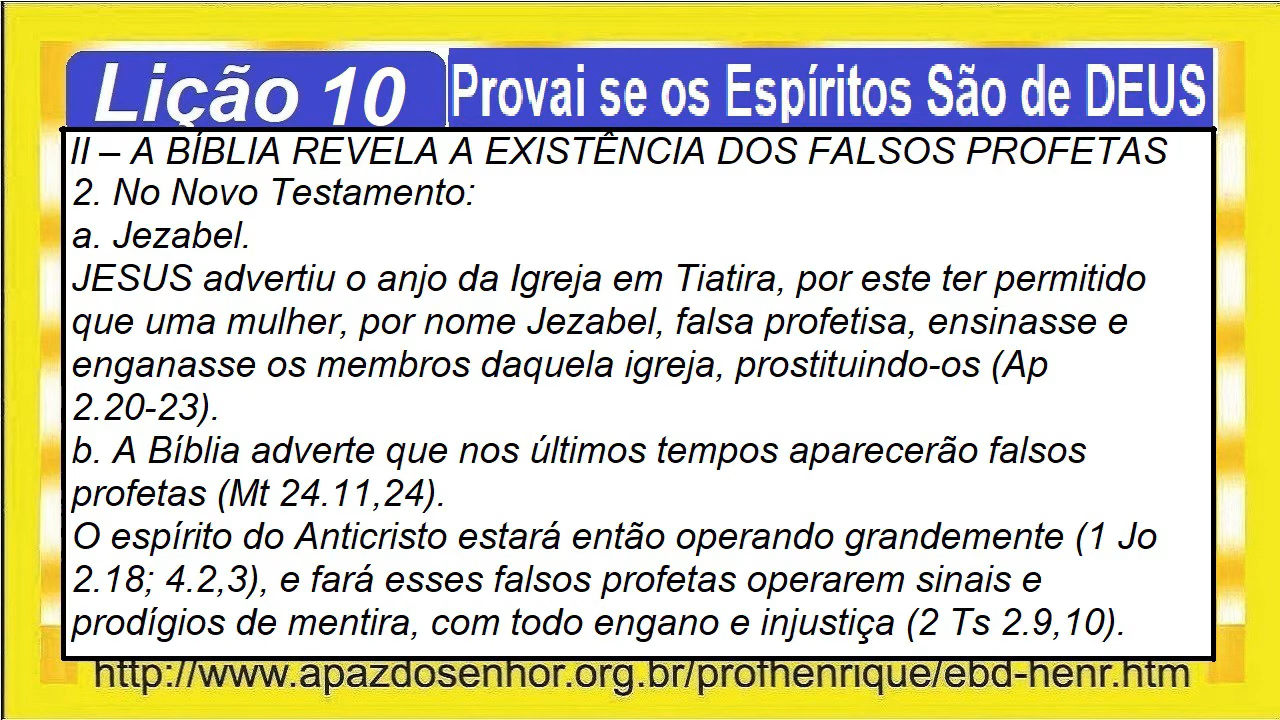 Lição 10 Provai se os Espíritos São de DEUS
II – A BÍBLIA REVELA A EXISTÊNCIA DOS FALSOS PROFETAS
2. No Novo Testamento:
a. Jezabel.
JESUS advertiu o anjo da Igreja em Tiatira, por este ter permitido
que uma mulher, por nome Jezabel, falsa profetisa, ensinasse e
enganasse os membros daquela igreja, prostituindo-os (Ap
2.20-23).
b. A Bíblia adverte que nos últimos tempos aparecerão falsos
profetas (Mt 24.11,24).
O espírito do Anticristo estará então operando grandemente (1 Jo
2.18; 4.2,3), e fará esses falsos profetas operarem sinais e
prodígios de mentira, com todo engano e injustiça (2 Ts 2.9,10).
http://www.apazdosenhor.org.br/profhenrique/ebd-henr.htm